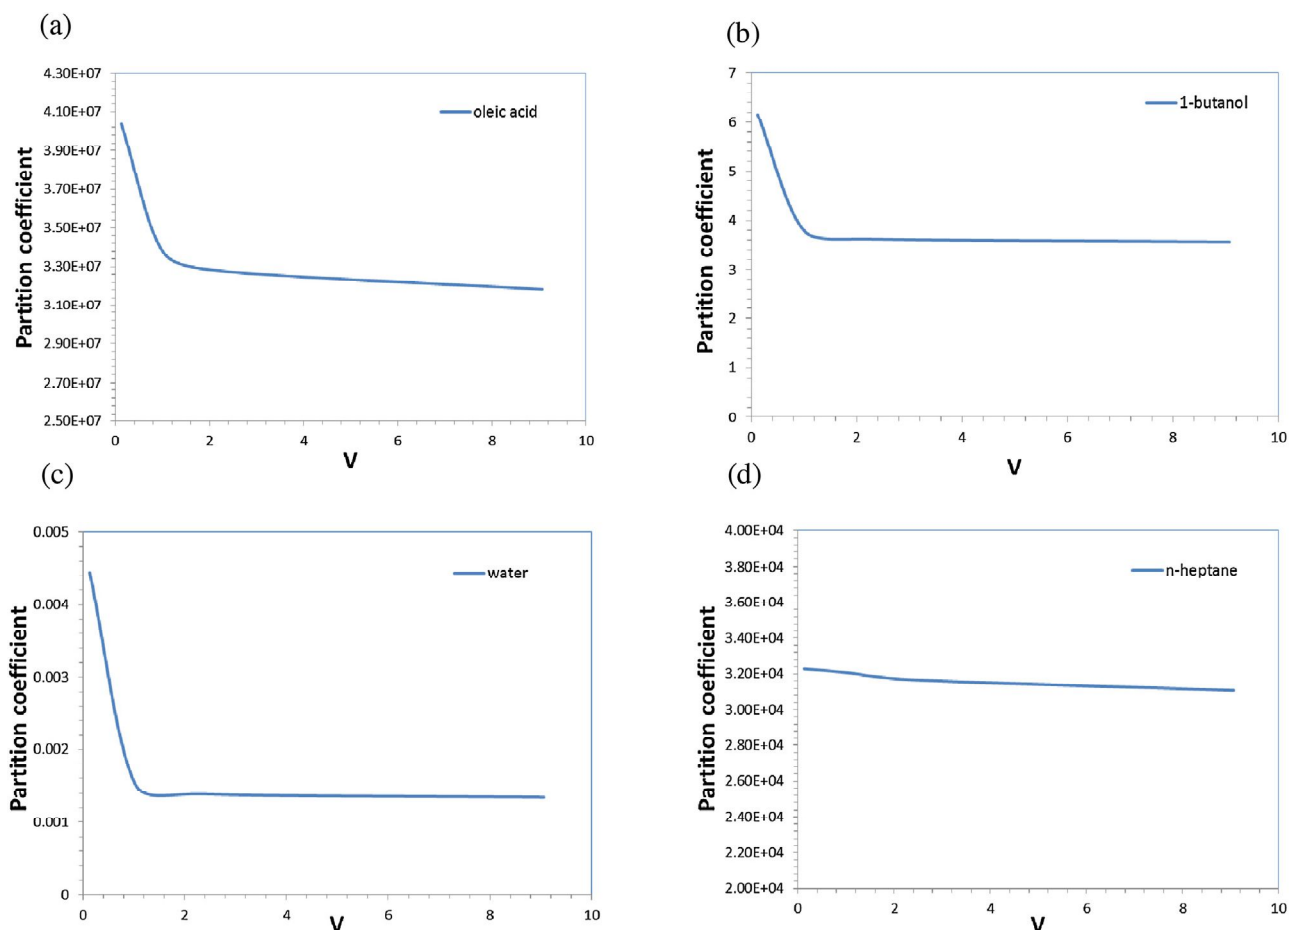 (a)
4.30E+07
4.10E+07
3.90E+07
3.70E+07
3.50E+07
3.30E+07
3.10E+07
2.90E+07
2.70E+07
2.50E+07
Partition coefficient
oleic acid
0 2 4 6 8 10
V
(b)
7
6
5
4
3
2
1
0
Partition coefficient
1-butanol
0 2 4 6 8 10
V
(c)
0.005
0.004
0.003
0.002
0.001
0
Partition coefficient
water
0 2 4 6 8 10
V
(d)
4.00E+04
3.80E+04
3.60E+04
3.40E+04
3.20E+04
3.00E+04
2.80E+04
2.60E+04
2.40E+04
2.20E+04
2.00E+04
Partition coefficient
n-heptane
0 2 4 6 8 10
V